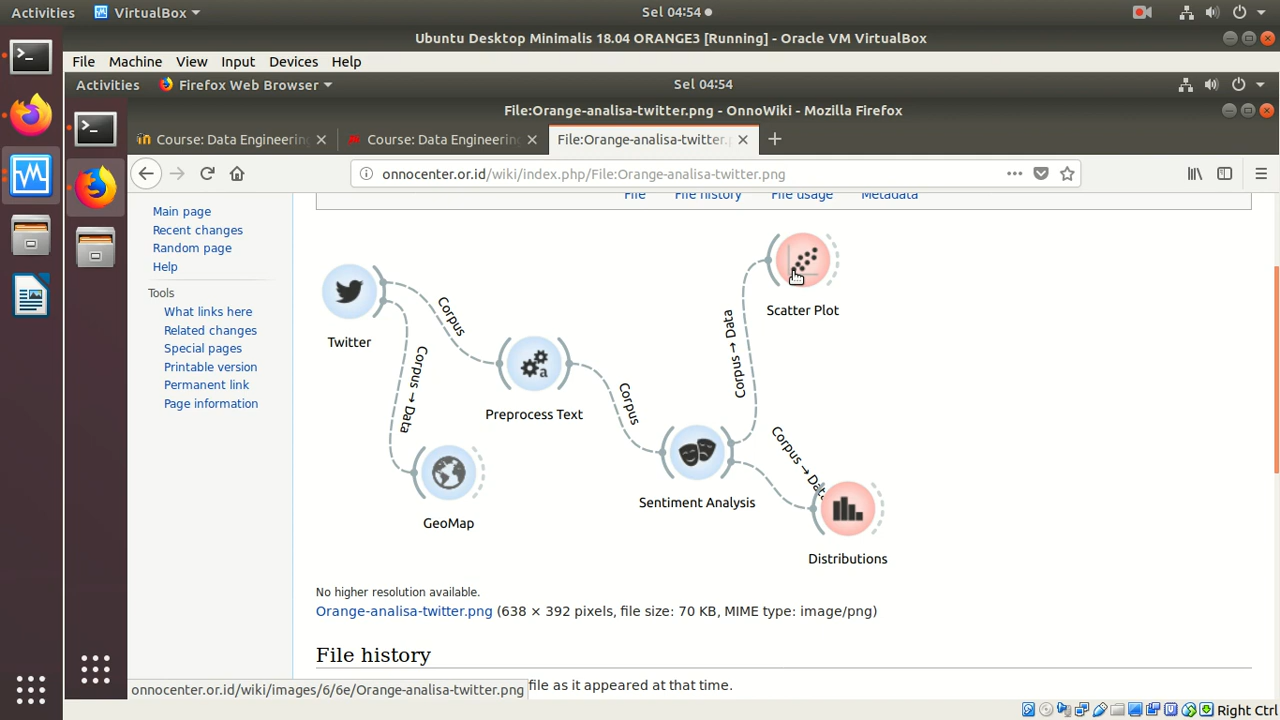 Activities
VirtualBox
Sel 04:54
Ubuntu Desktop Minimalis 18.04 ORANGE3 [Running] - Oracle VM VirtualBox
File Machine View Input Devices Help
Activities
Firefox Web Browser
Sel 04:54
File:Orange-analisa-twitter.png - OnnoWiki - Mozilla Firefox
Course: Data Engineering
Course: Data Engineering
File:Orange-analisa-twitter.
onnocenter.or.id/wiki/index.php/File:Orange-analisa-twitter.png
File File history File usage Metadata
Main page
Recent changes
Random page
Help
Tools
What links here
Related changes
Special pages
Printable version
Permanent link
Page information
Twitter
Corpus
Corpus → Data
a
Preprocess Text
GeoMap
Corpus
Sentiment Analysis
Corpus → Data
Scatter Plot
Corpus → Data
Distributions
No higher resolution available.
Orange-analisa-twitter.png (638 × 392 pixels, file size: 70 KB, MIME type: image/png)
File history
file as it appeared at that time.
onnocenter.or.id/wiki/images/6/6e/Orange-analisa-twitter.png
Right Ctrl